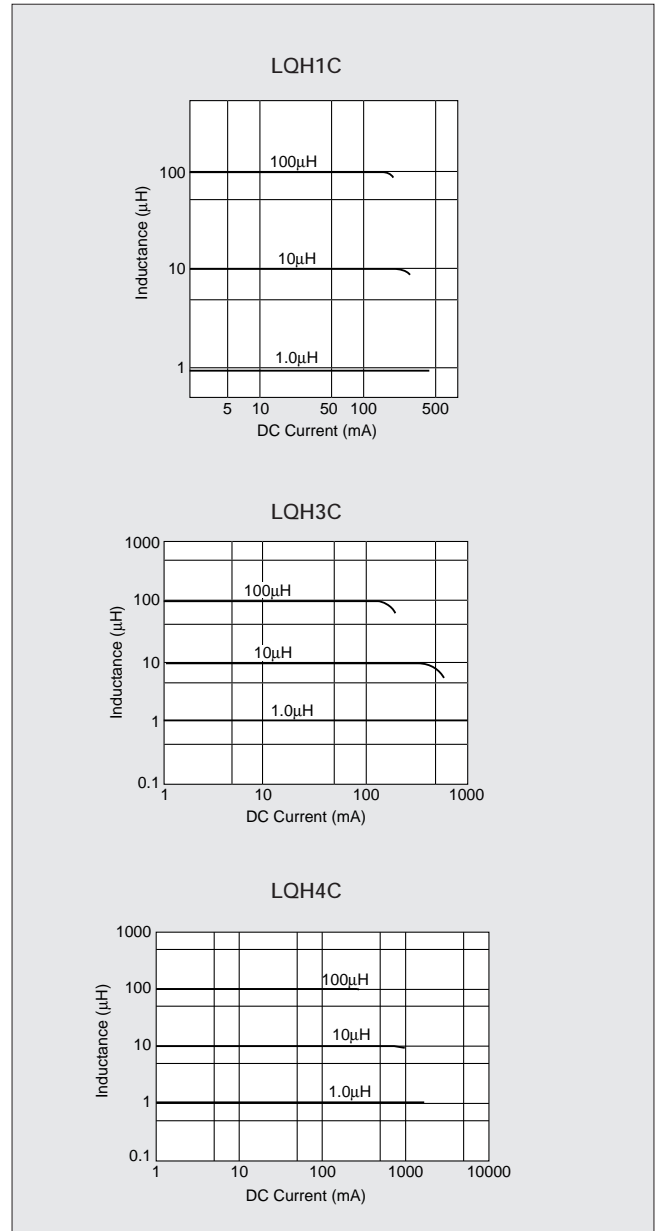 LQH1C
Inductance (μH)
100
10
1
100μH
10μH
1.0μH
5 10 50 100 500
DC Current (mA)
LQH3C
Inductance (μH)
1000
100
10
1
0.1
100μH
10μH
1.0μH
1 10 100 1000
DC Current (mA)
LQH4C
Inductance (μH)
1000
100
10
1
0.1
100μH
10μH
1.0μH
1 10 100 1000 10000
DC Current (mA)